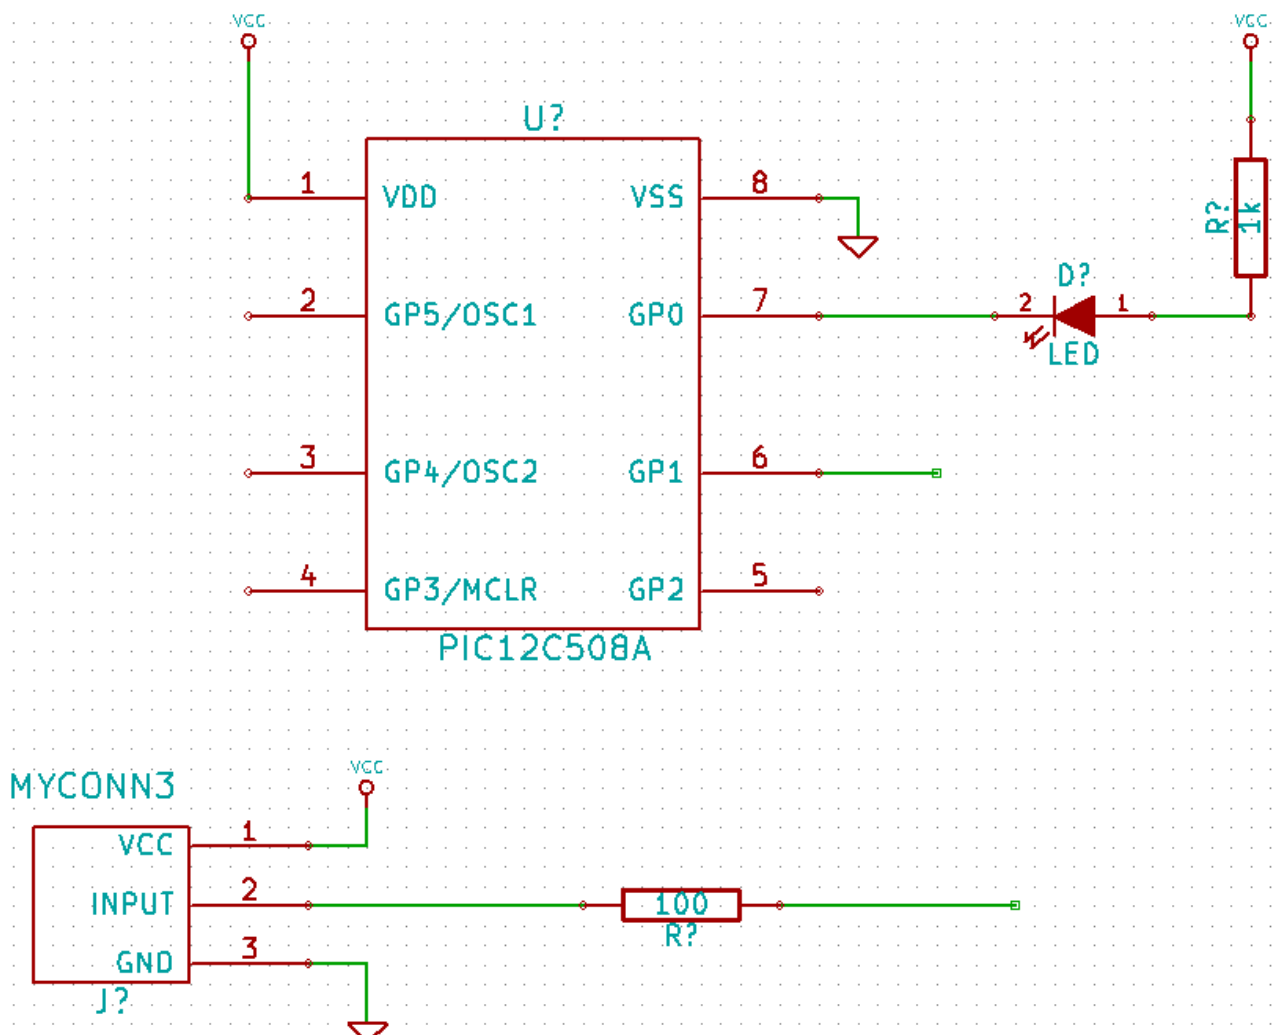 VCC
VCC
U?
1 VDD
VSS 8
R? 1k
D?
2 GP5/OSC1
GP0 7
2 1
LED
3 GP4/OSC2
GP1 6
4 GP3/MCLR
GP2 5
PIC12C508A
VCC
MYCONN3
VCC 1
INPUT 2
100
R?
GND 3
J?